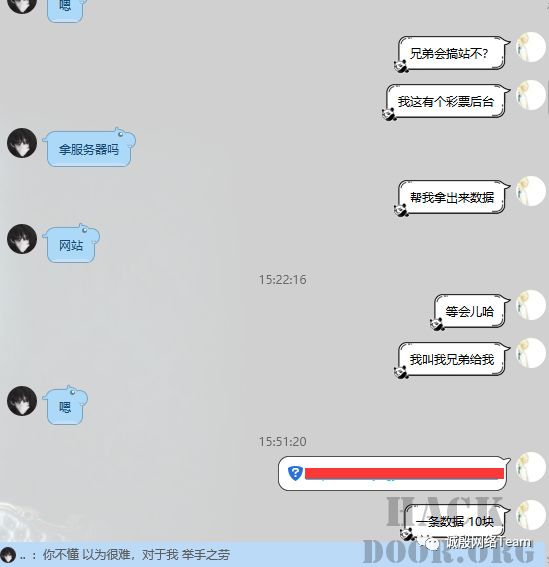 嗯
兄弟会搞站不？
我这有个彩票后台
拿服务器吗
帮我拿出来数据
网站
15:22:16
等会儿哈
我叫我兄弟给我
嗯
15:51:20
一条数据 10块
HACK
DOOR.ORG
诚殷网络Team
.. : 你不懂 以为很难，对于我 举手之劳